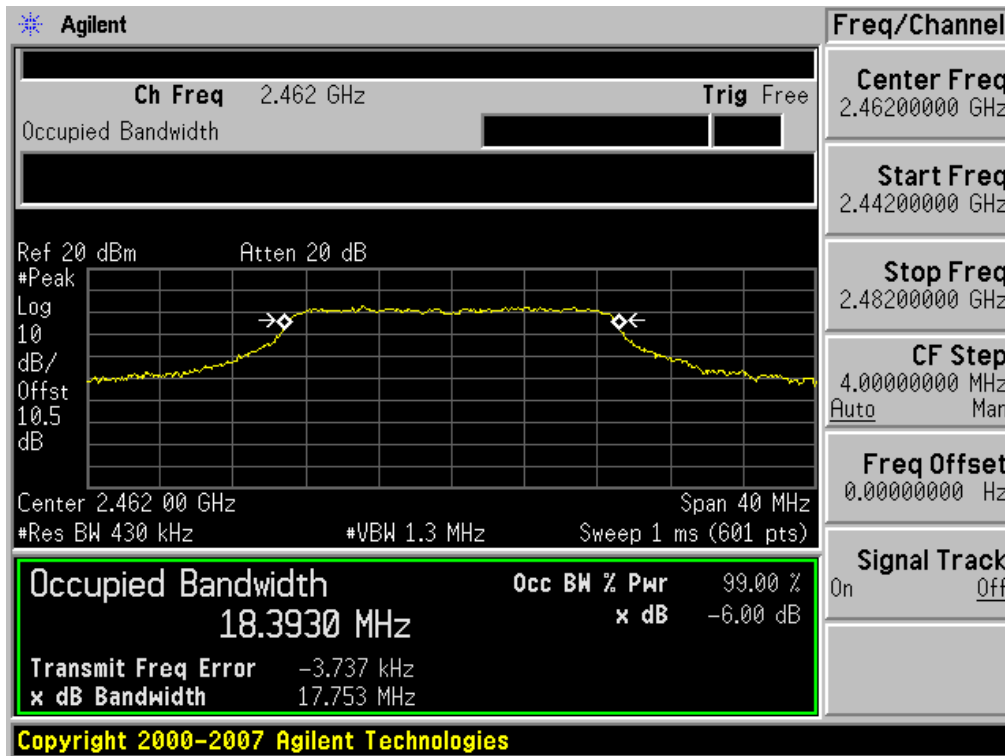 Agilent
Freq/Channel
Ch Freq 2.462 GHz Trig Free
Occupied Bandwidth
Center Freq
2.46200000 GHz
Start Freq
2.44200000 GHz
Stop Freq
2.48200000 GHz
CF Step
4.00000000 MHz
Auto Man
Freq Offset
0.00000000 Hz
Signal Track
On Off
Ref 20 dBm Atten 20 dB
#Peak
Log
10
dB/
Offst
10.5
dB
Center 2.462 00 GHz Span 40 MHz
#Res BW 430 kHz #VBW 1.3 MHz Sweep 1 ms (601 pts)
Occupied Bandwidth
18.3930 MHz
Occ BW % Pwr 99.00 %
x dB -6.00 dB
Transmit Freq Error -3.737 kHz
x dB Bandwidth 17.753 MHz
Copyright 2000-2007 Agilent Technologies